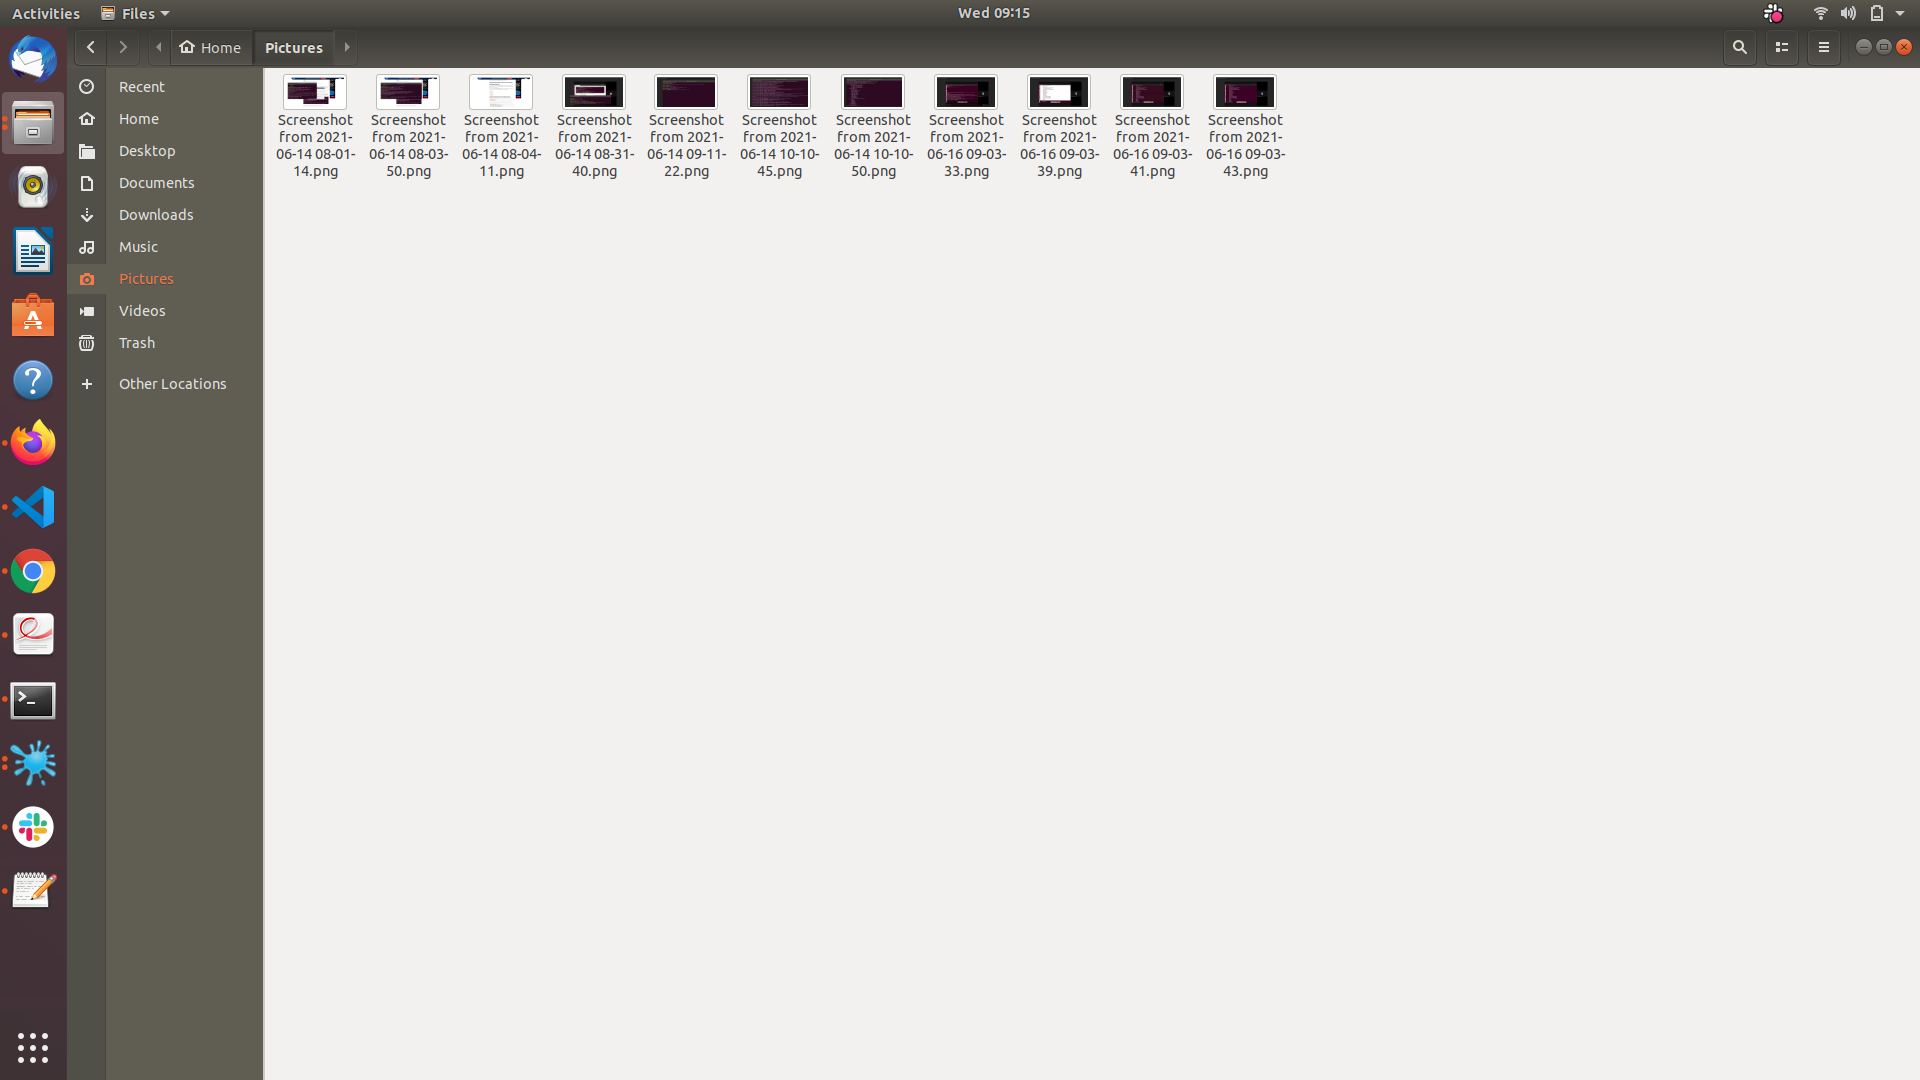 Activities
Files
Wed 09:15
Home
Pictures
Recent
Home
Desktop
Documents
Downloads
Music
Pictures
Videos
Trash
Other Locations
Screenshot
from 2021-
06-14 08-01-
14.png
Screenshot
from 2021-
06-14 08-03-
50.png
Screenshot
from 2021-
06-14 08-04-
11.png
Screenshot
from 2021-
06-14 08-31-
40.png
Screenshot
from 2021-
06-14 09-11-
22.png
Screenshot
from 2021-
06-14 10-10-
45.png
Screenshot
from 2021-
06-14 10-10-
50.png
Screenshot
from 2021-
06-16 09-03-
33.png
Screenshot
from 2021-
06-16 09-03-
39.png
Screenshot
from 2021-
06-16 09-03-
41.png
Screenshot
from 2021-
06-16 09-03-
43.png